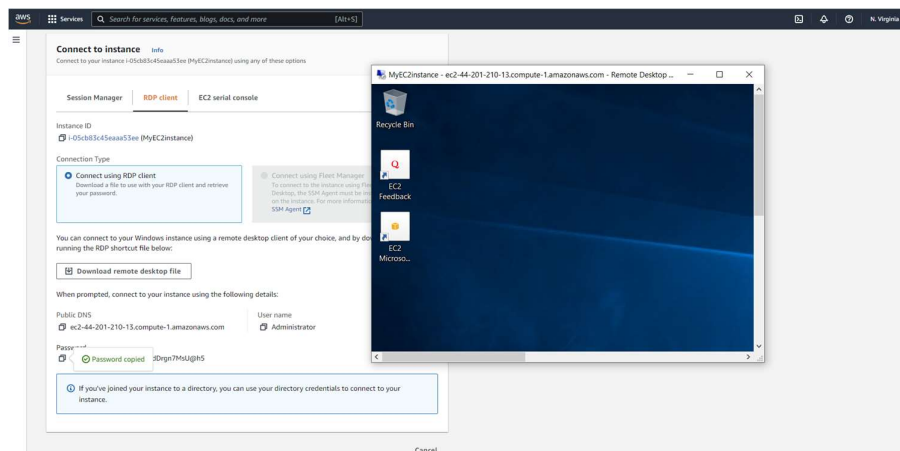 aws
Services
Search for services, features, blogs, docs, and more
[Alt+S]
N. Virginia
Connect to instance Info
Connect to your instance i-05cb83c45eaaa53ee (MyEC2instance) using any of these options
Session Manager
RDP client
EC2 serial console
Instance ID
i-05cb83c45eaaa53ee (MyEC2instance)
Connection Type
Connect using RDP client
Download a file to use with your RDP client and retrieve
your password.
Connect using Fleet Manager
To connect to the instance using Flee
Desktop, the SSM Agent must be ins
on the instance. For more informatio
SSM Agent
You can connect to your Windows instance using a remote desktop client of your choice, and by dow
running the RDP shortcut file below:
Download remote desktop file
When prompted, connect to your instance using the following details:
Public DNS
ec2-44-201-210-13.compute-1.amazonaws.com
User name
Administrator
Password
Password copied
dDrgn7MsU@hS
If you've joined your instance to a directory, you can use your directory credentials to connect to your
instance.
Cancel
MyEC2instance - ec2-44-201-210-13.compute-1.amazonaws.com - Remote Desktop ...
Recycle Bin
EC2
Feedback
EC2
Microso...